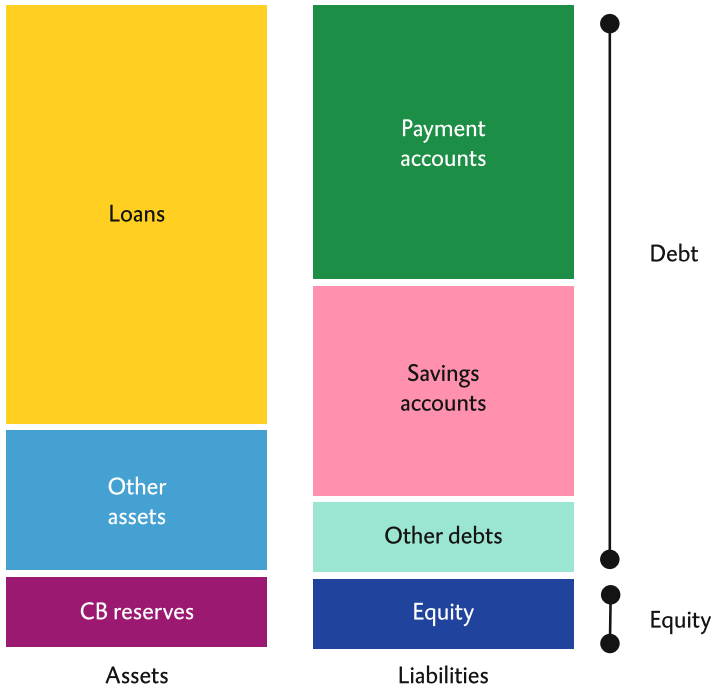 Loans
Other
assets
CB reserves
Assets
Payment
accounts
Savings
accounts
Other debts
Equity
Liabilities
Debt
Equity